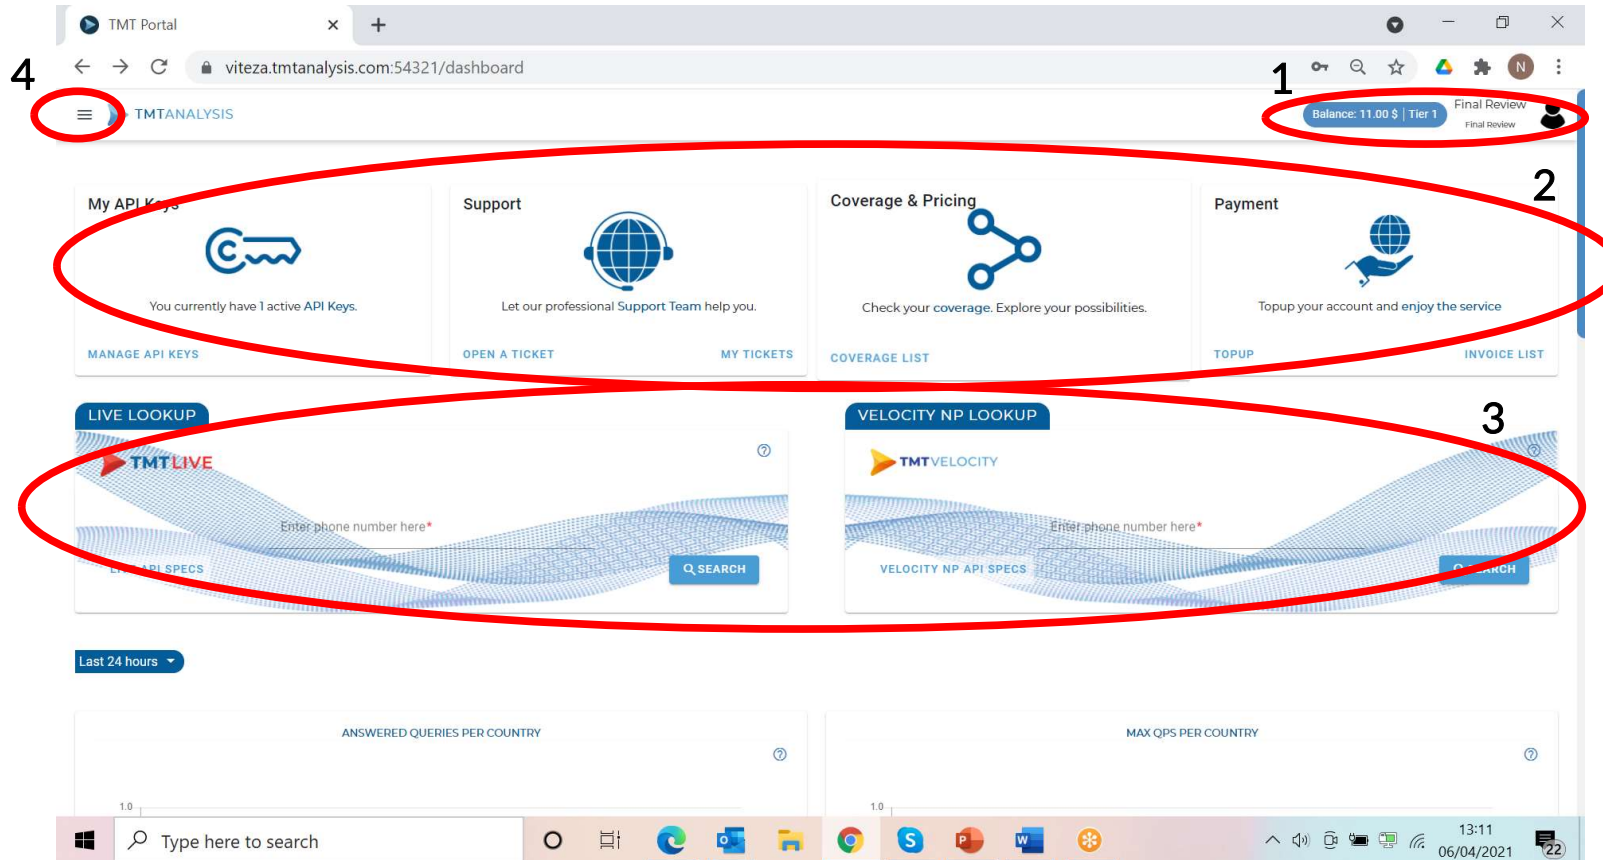 TMT Portal
viteza.tmtanalysis.com:54321/dashboard
N
4
1
TMTANALYSIS
Balance: 11.00 $ | Tier 1
Final Review
Final Review
2
My API Keys
You currently have 1 active API Keys.
MANAGE API KEYS
Support
Let our professional Support Team help you.
OPEN A TICKET
MY TICKETS
Coverage & Pricing
Check your coverage. Explore your possibilities.
COVERAGE LIST
Payment
Topup your account and enjoy the service
TOPUP
INVOICE LIST
3
LIVE LOOKUP
TMTLIVE
Enter phone number here*
LIVE API SPECS
SEARCH
VELOCITY NP LOOKUP
TMTVELOCITY
Enter phone number here*
VELOCITY NP API SPECS
SEARCH
Last 24 hours
ANSWERED QUERIES PER COUNTRY
1.0
MAX QPS PER COUNTRY
1.0
Type here to search
13:11
06/04/2021
22